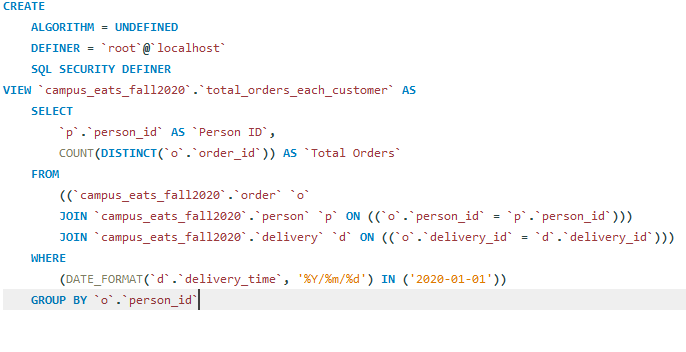 CREATE
    ALGORITHM = UNDEFINED
    DEFINER = `root`@`localhost`
    SQL SECURITY DEFINER
VIEW `campus_eats_fall2020`.`total_orders_each_customer` AS
    SELECT
        `p`.`person_id` AS `Person ID`,
        COUNT(DISTINCT(`o`.`order_id`)) AS `Total Orders`
    FROM
        ((`campus_eats_fall2020`.`order` `o`
        JOIN `campus_eats_fall2020`.`person` `p` ON ((`o`.`person_id` = `p`.`person_id`)))
        JOIN `campus_eats_fall2020`.`delivery` `d` ON ((`o`.`delivery_id` = `d`.`delivery_id`)))
    WHERE
        (DATE_FORMAT(`d`.`delivery_time`, '%Y/%m/%d') IN ('2020-01-01'))
    GROUP BY `o`.`person_id`